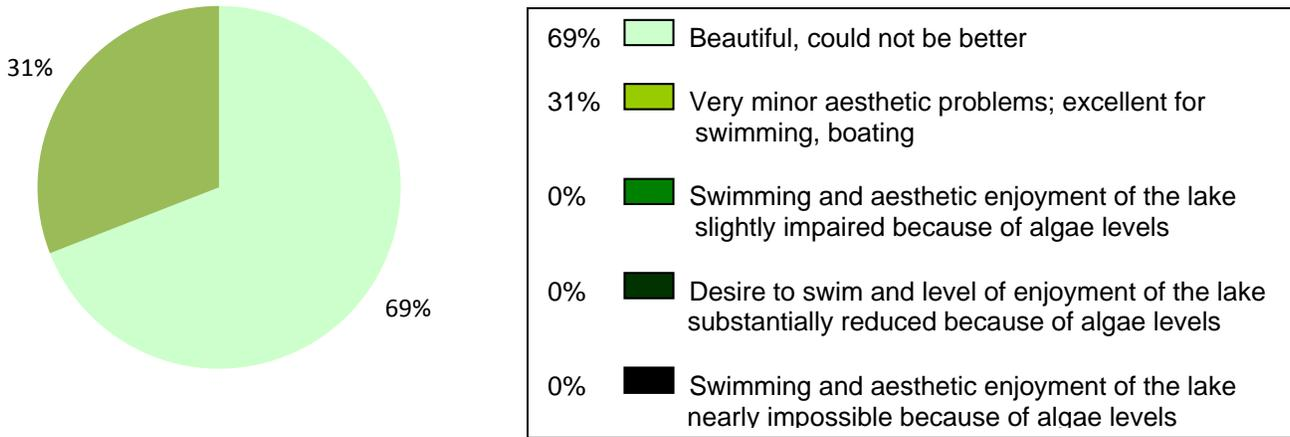 31%
69%
69% Beautiful, could not be better
31% Very minor aesthetic problems; excellent for
swimming, boating
0% Swimming and aesthetic enjoyment of the lake
slightly impaired because of algae levels
0% Desire to swim and level of enjoyment of the lake
substantially reduced because of algae levels
0% Swimming and aesthetic enjoyment of the lake
nearly impossible because of algae levels